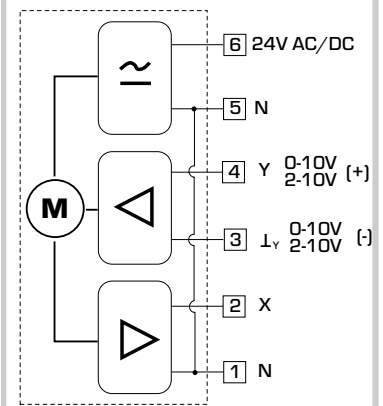 6 24V AC/DC
5 N
4 Y 0-10V (+)
2-10V
M
3 ⊥Y 0-10V (-)
2-10V
2 X
1 N